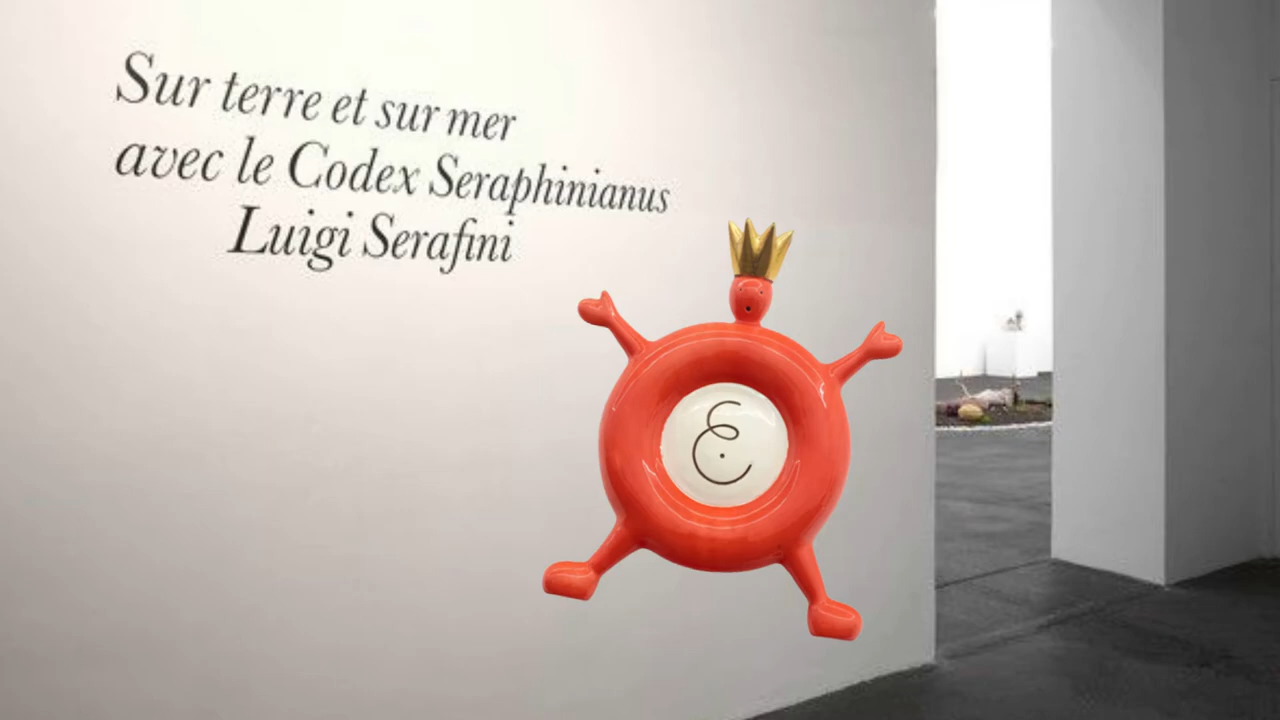 Sur terre et sur mer
avec le Codex Seraphinianus
Luigi Serafini